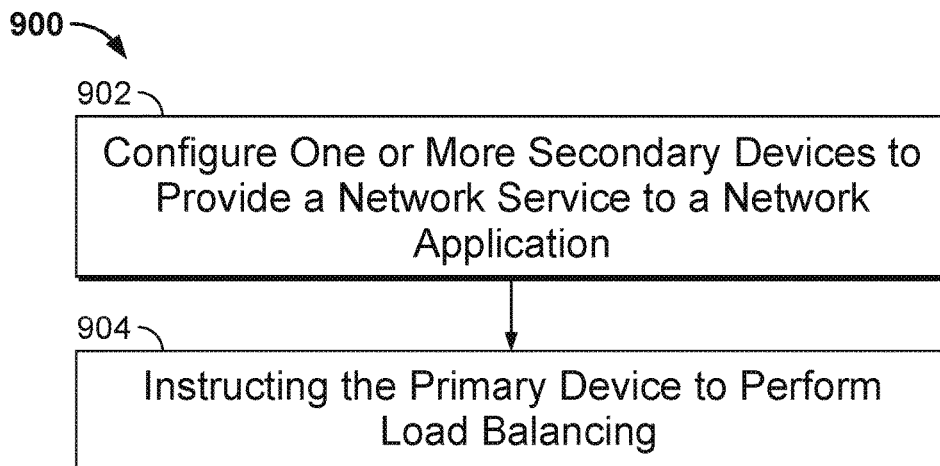 900
902
Configure One or More Secondary Devices to
Provide a Network Service to a Network
Application
904
Instructing the Primary Device to Perform
Load Balancing